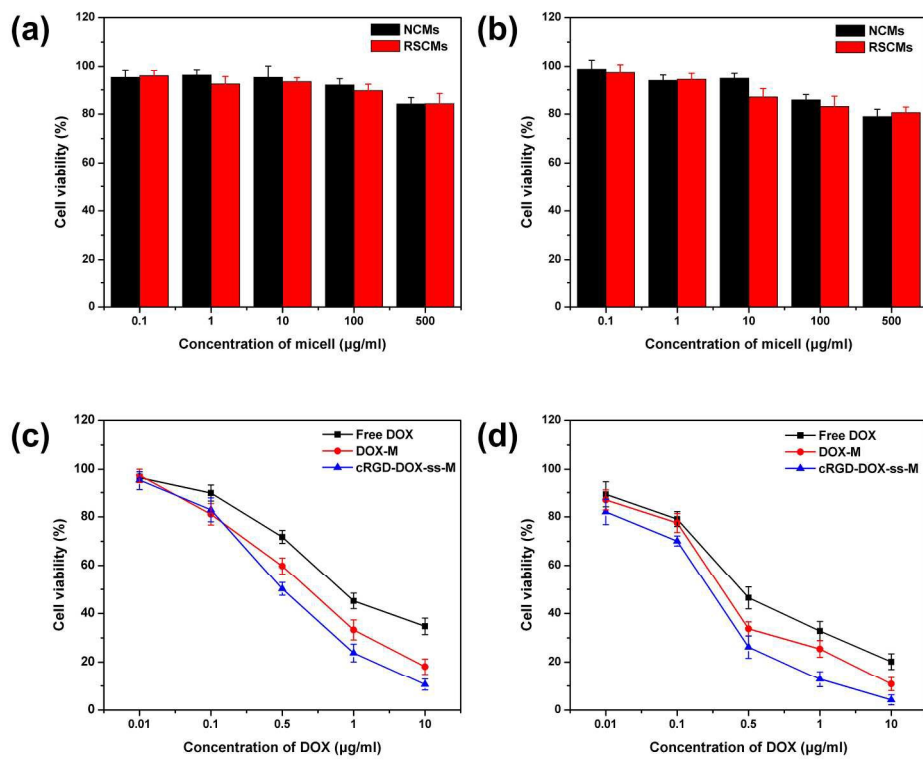 (a)
120
100
80
60
40
20
0
Cell viability (%)
NCMs
RSCMs
0.1 1 10 100 500
Concentration of micell (µg/ml)
(b)
120
100
80
60
40
20
0
Cell viability (%)
NCMs
RSCMs
0.1 1 10 100 500
Concentration of micell (µg/ml)
(c)
120
100
80
60
40
20
0
Cell viability (%)
Free DOX
DOX-M
cRGD-DOX-ss-M
0.01 0.1 0.5 1 10
Concentration of DOX (µg/ml)
(d)
120
100
80
60
40
20
0
Cell viability (%)
Free DOX
DOX-M
cRGD-DOX-ss-M
0.01 0.1 0.5 1 10
Concentration of DOX (µg/ml)